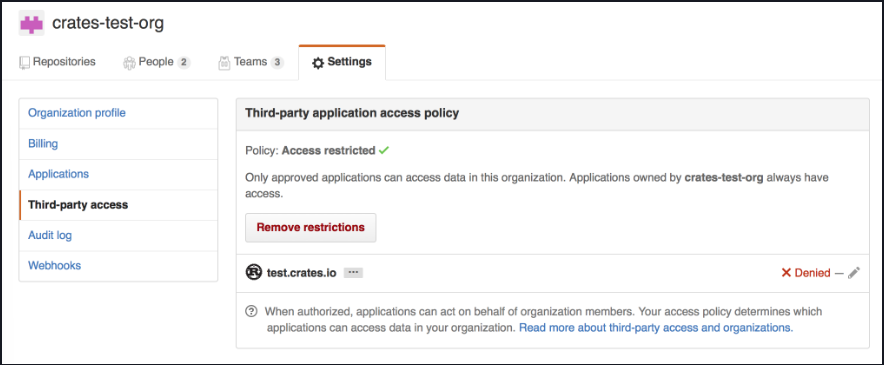 crates-test-org
Repositories People 2 Teams 3 Settings
Organization profile
Billing
Applications
Third-party access
Audit log
Webhooks
Third-party application access policy
Policy: Access restricted ✓
Only approved applications can access data in this organization. Applications owned by crates-test-org always have
access.
Remove restrictions
test.crates.io ··· ✕ Denied —
When authorized, applications can act on behalf of organization members. Your access policy determines which
applications can access data in your organization. Read more about third-party access and organizations.